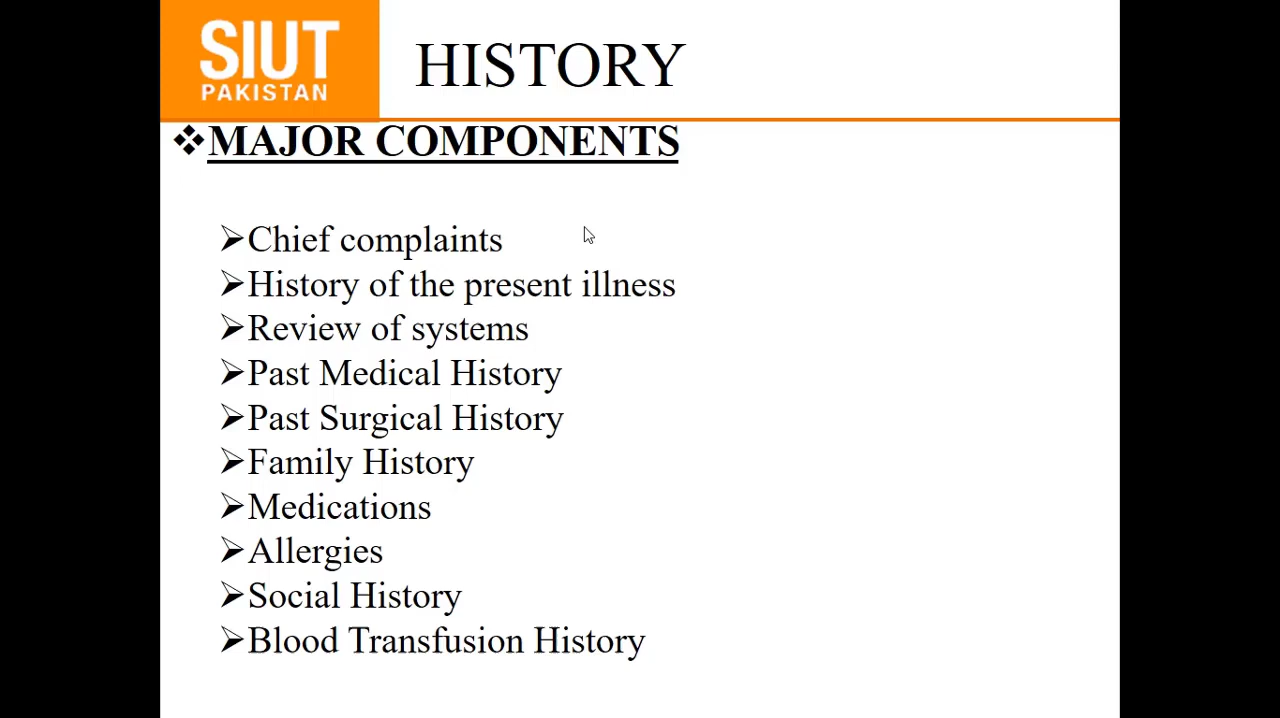 SIUT
PAKISTAN
HISTORY
❖MAJOR COMPONENTS
➢Chief complaints
➢History of the present illness
➢Review of systems
➢Past Medical History
➢Past Surgical History
➢Family History
➢Medications
➢Allergies
➢Social History
➢Blood Transfusion History